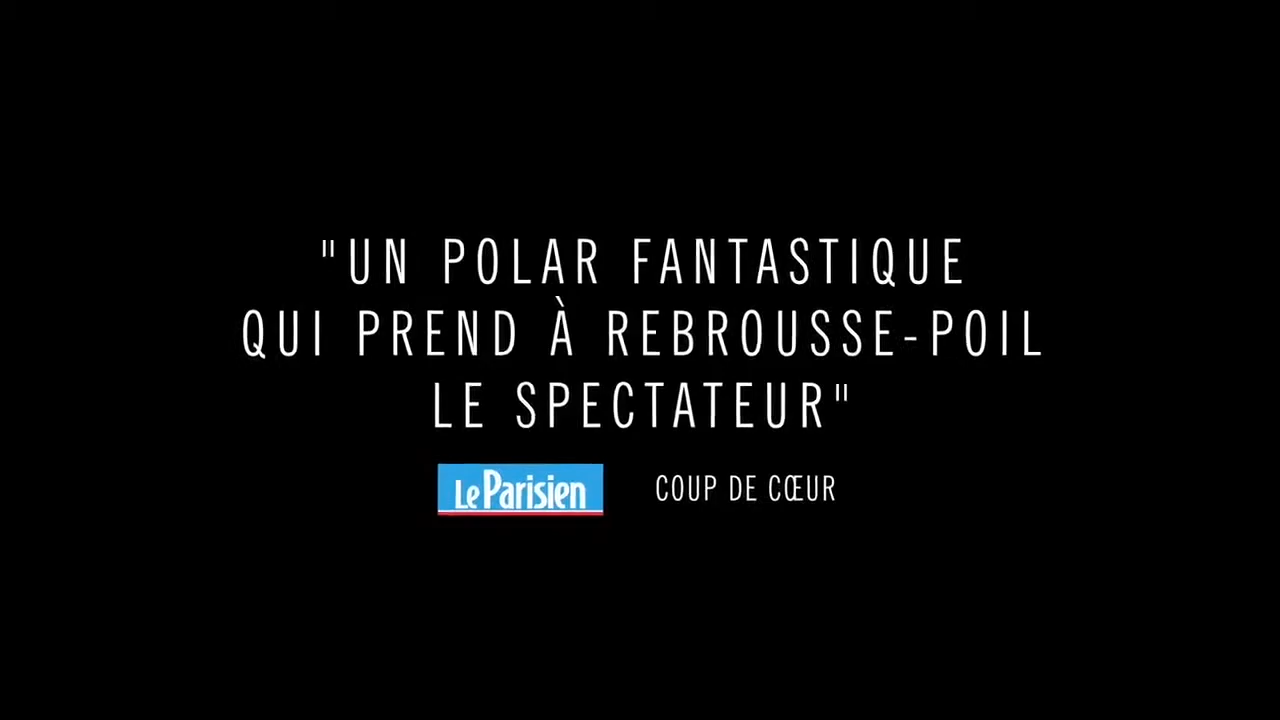 "UN POLAR FANTASTIQUE
QUI PREND À REBROUSSE-POIL
LE SPECTATEUR"
Le Parisien COUP DE CŒUR